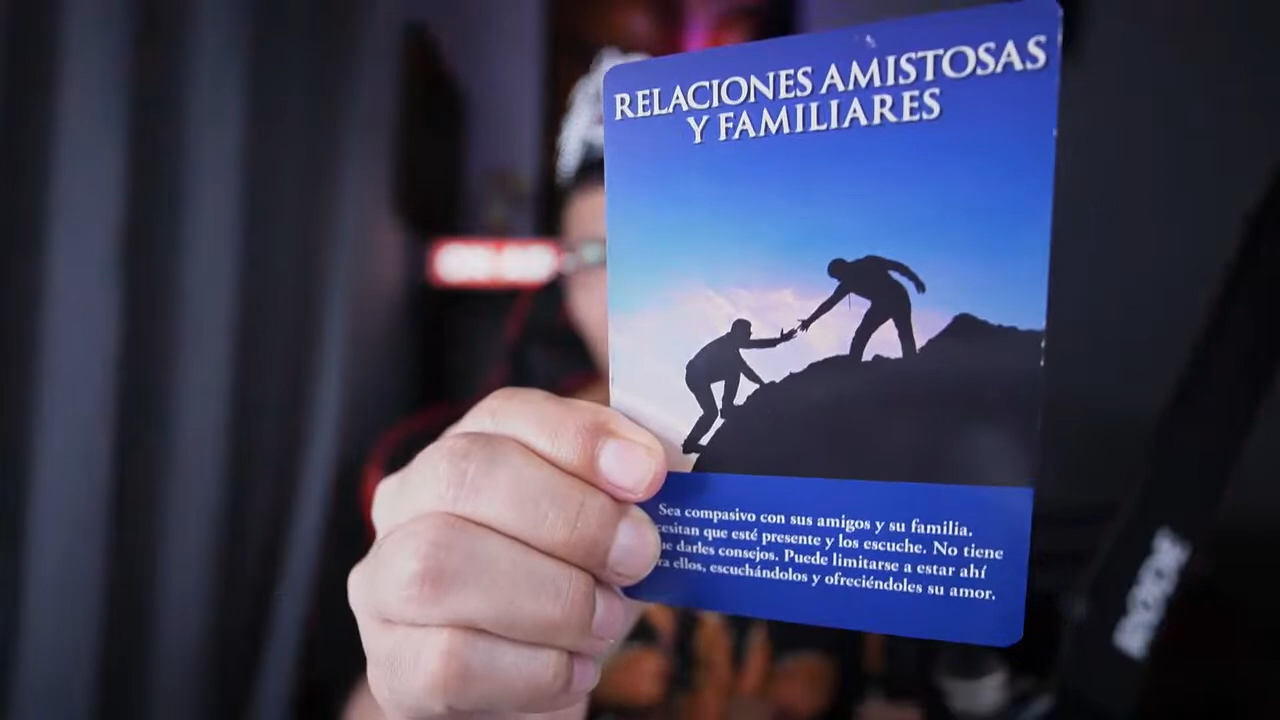 RELACIONES AMISTOSAS
Y FAMILIARES
Sea compasivo con sus amigos y su familia.
que esté presente y los escuche. No tiene
darles consejos. Puede limitarse a estar ahí
ellos, escuchándolos y ofreciéndoles su amor.
RODE